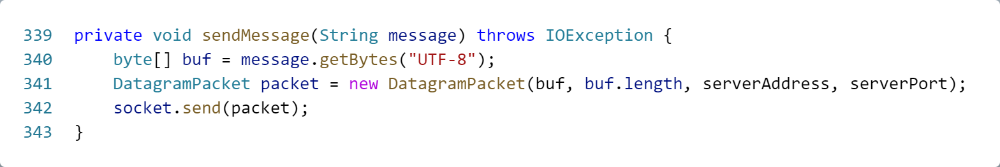 339 private void sendMessage(String message) throws IOException {
340     byte[] buf = message.getBytes("UTF-8");
341     DatagramPacket packet = new DatagramPacket(buf, buf.length, serverAddress, serverPort);
342     socket.send(packet);
343 }